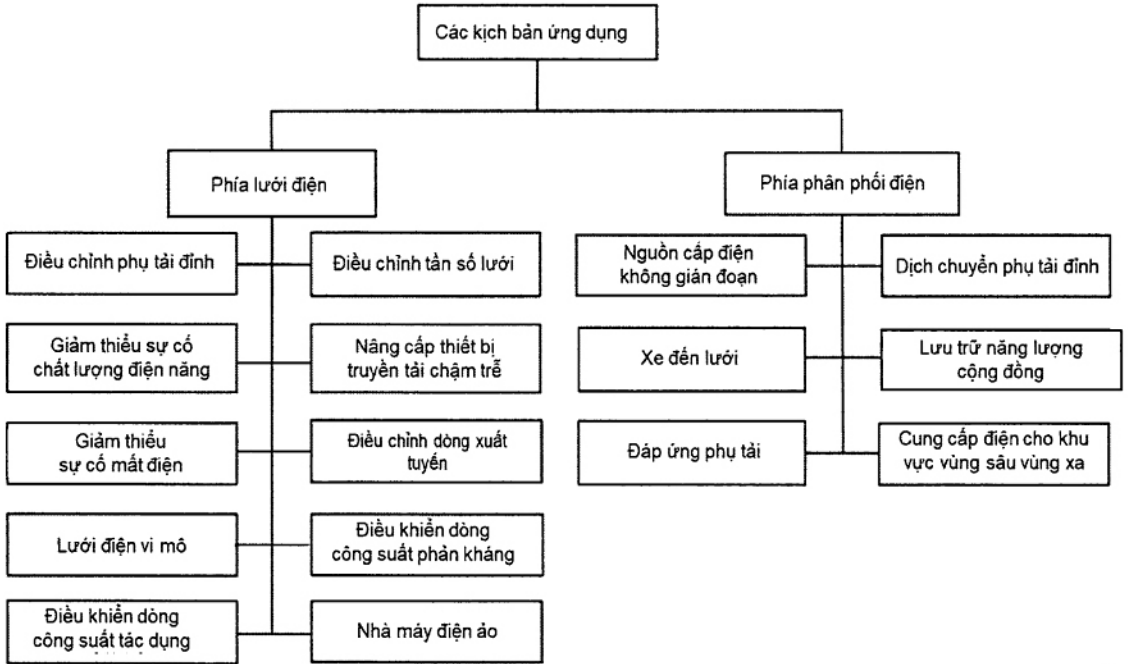 Các kịch bản ứng dụng
Phía lưới điện
Phía phân phối điện
Điều chỉnh phụ tải đỉnh
Điều chỉnh tần số lưới
Nguồn cấp điện
không gián đoạn
Dịch chuyển phụ tải đỉnh
Giảm thiểu sự cố
chất lượng điện năng
Nâng cấp thiết bị
truyền tải chậm trễ
Xe đến lưới
Lưu trữ năng lượng
cộng đồng
Giảm thiểu
sự cố mất điện
Điều chỉnh dòng xuất
tuyến
Đáp ứng phụ tải
Cung cấp điện cho khu
vực vùng sâu vùng xa
Lưới điện vi mô
Điều khiển dòng
công suất phản kháng
Điều khiển dòng
công suất tác dụng
Nhà máy điện ảo